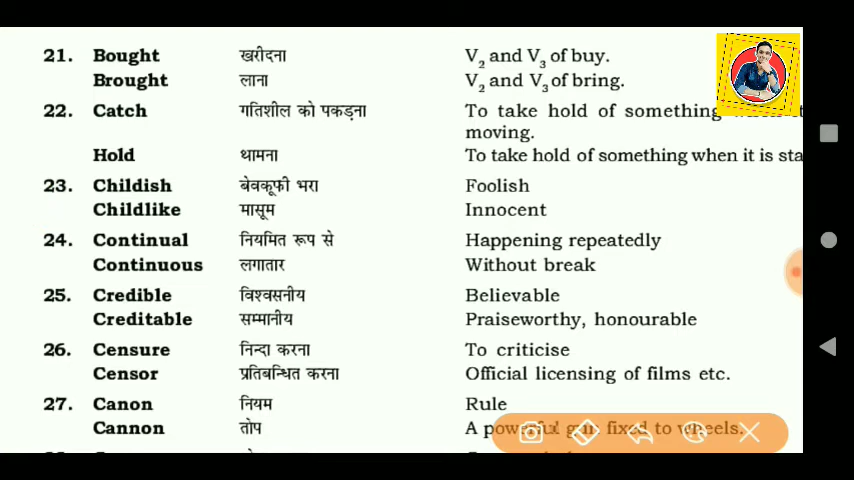 21. Bought खरीदना V₂ and V₃ of buy.
Brought लाना V₂ and V₃ of bring.
22. Catch गतिशील को पकड़ना To take hold of something
moving.
Hold थामना To take hold of something when it is sta
23. Childish बेवकूफी भरा Foolish
Childlike मासूम Innocent
24. Continual नियमित रूप से Happening repeatedly
Continuous लगातार Without break
25. Credible विश्वसनीय Believable
Creditable सम्मानीय Praiseworthy, honourable
26. Censure निन्दा करना To criticise
Censor प्रतिबन्धित करना Official licensing of films etc.
27. Canon नियम Rule
Cannon तोप A powerful gun fixed to wheels.